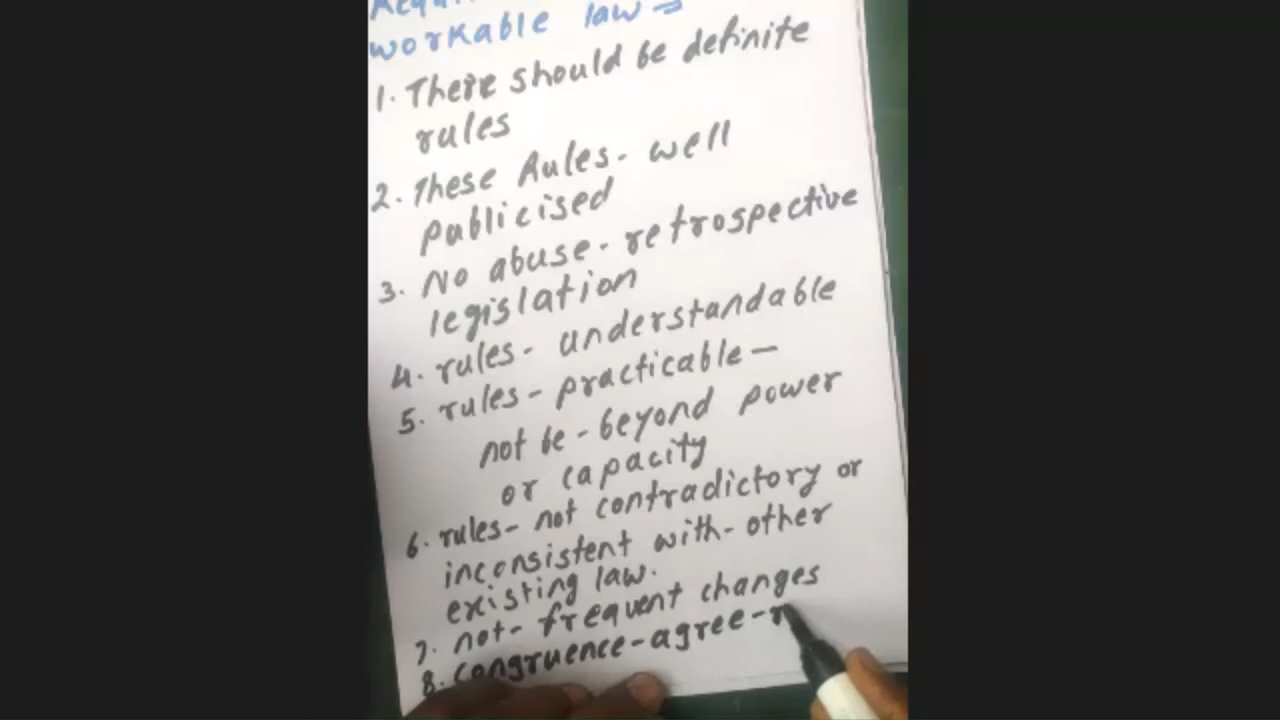 workable law →
1. There should be definite
rules
2. These Rules - well
publicised
3. No abuse - retrospective
legislation
4. rules - understandable
5. rules - practicable -
not be - beyond power
or capacity
6. rules - not contradictory or
inconsistent with - other
existing law.
7. not - frequent changes
8. congruence - agree -